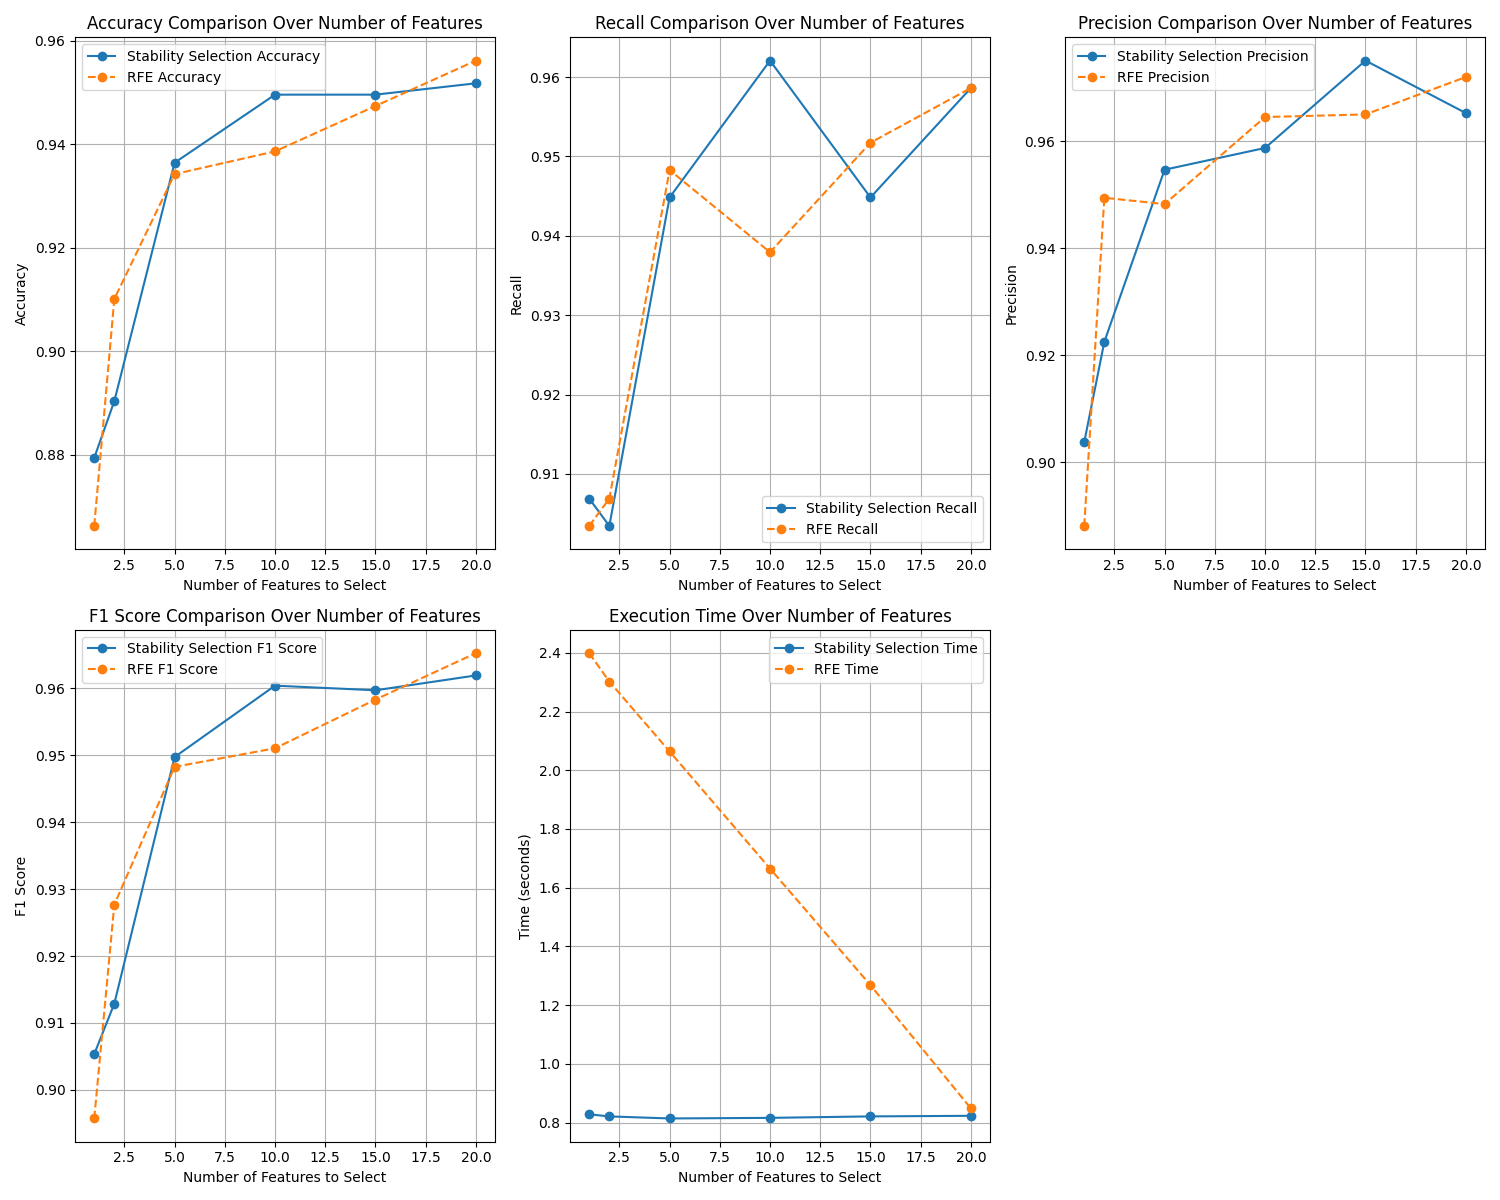 Accuracy Comparison Over Number of Features
0.96
0.94
0.92
0.90
0.88
Accuracy
Stability Selection Accuracy
RFE Accuracy
2.5 5.0 7.5 10.0 12.5 15.0 17.5 20.0
Number of Features to Select
Recall Comparison Over Number of Features
0.96
0.95
0.94
0.93
0.92
0.91
Recall
Stability Selection Recall
RFE Recall
2.5 5.0 7.5 10.0 12.5 15.0 17.5 20.0
Number of Features to Select
Precision Comparison Over Number of Features
0.96
0.94
0.92
0.90
Precision
Stability Selection Precision
RFE Precision
2.5 5.0 7.5 10.0 12.5 15.0 17.5 20.0
Number of Features to Select
F1 Score Comparison Over Number of Features
0.96
0.95
0.94
0.93
0.92
0.91
0.90
F1 Score
Stability Selection F1 Score
RFE F1 Score
2.5 5.0 7.5 10.0 12.5 15.0 17.5 20.0
Number of Features to Select
Execution Time Over Number of Features
2.4
2.2
2.0
1.8
1.6
1.4
1.2
1.0
0.8
Time (seconds)
Stability Selection Time
RFE Time
2.5 5.0 7.5 10.0 12.5 15.0 17.5 20.0
Number of Features to Select